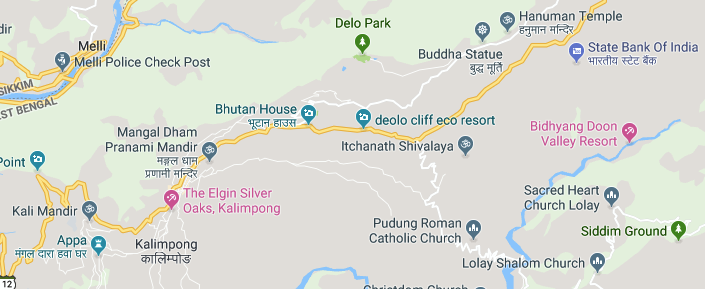 Delo Park
Hanuman Temple
हनुमान मन्दिर
Buddha Statue
बुद्ध मूर्ति
State Bank Of India
भारतीय स्टेट बैंक
Melli
Melli Police Check Post
SIKKIM
EST BENGAL
Bhutan House
भूटान हाउस
deolo cliff eco resort
Mangal Dham
Pranami Mandir
मङ्गल धाम
प्रणामी मन्दिर
Itchanath Shivalaya
Bidhyang Doon
Valley Resort
Point
The Elgin Silver
Oaks, Kalimpong
Sacred Heart
Church Lolay
Kali Mandir
Pudung Roman
Catholic Church
Siddim Ground
Appa
मंगल दारा हवा घर
Kalimpong
कालिम्पोङ
Lolay Shalom Church
12
Christdom Church